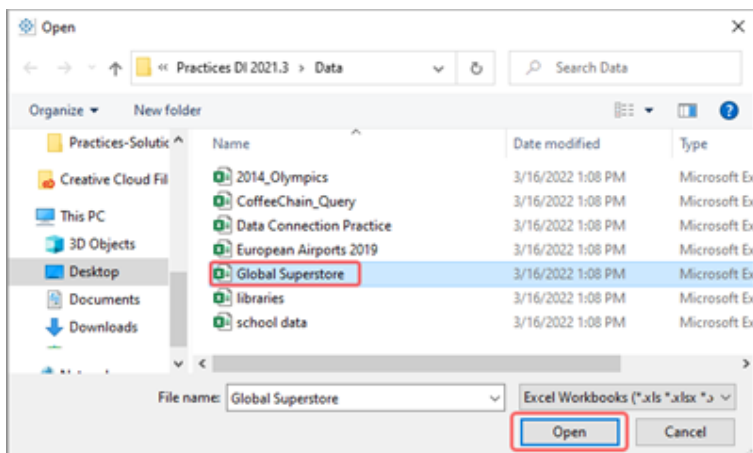 Open
« Practices DI 2021.3 > Data
Search Data
Organize
New folder
Practices-Solutic
Creative Cloud Fil
This PC
3D Objects
Desktop
Documents
Downloads
Name Date modified Type
2014_Olympics 3/16/2022 1:08 PM Microsoft Ex
CoffeeChain_Query 3/16/2022 1:08 PM Microsoft Ex
Data Connection Practice 3/16/2022 1:08 PM Microsoft Ex
European Airports 2019 3/16/2022 1:08 PM Microsoft Ex
Global Superstore 3/16/2022 1:08 PM Microsoft Ex
libraries 3/16/2022 1:08 PM Microsoft Ex
school data 3/16/2022 1:08 PM Microsoft Ex
File name: Global Superstore
Excel Workbooks (*.xls *.xlsx *.
Open Cancel